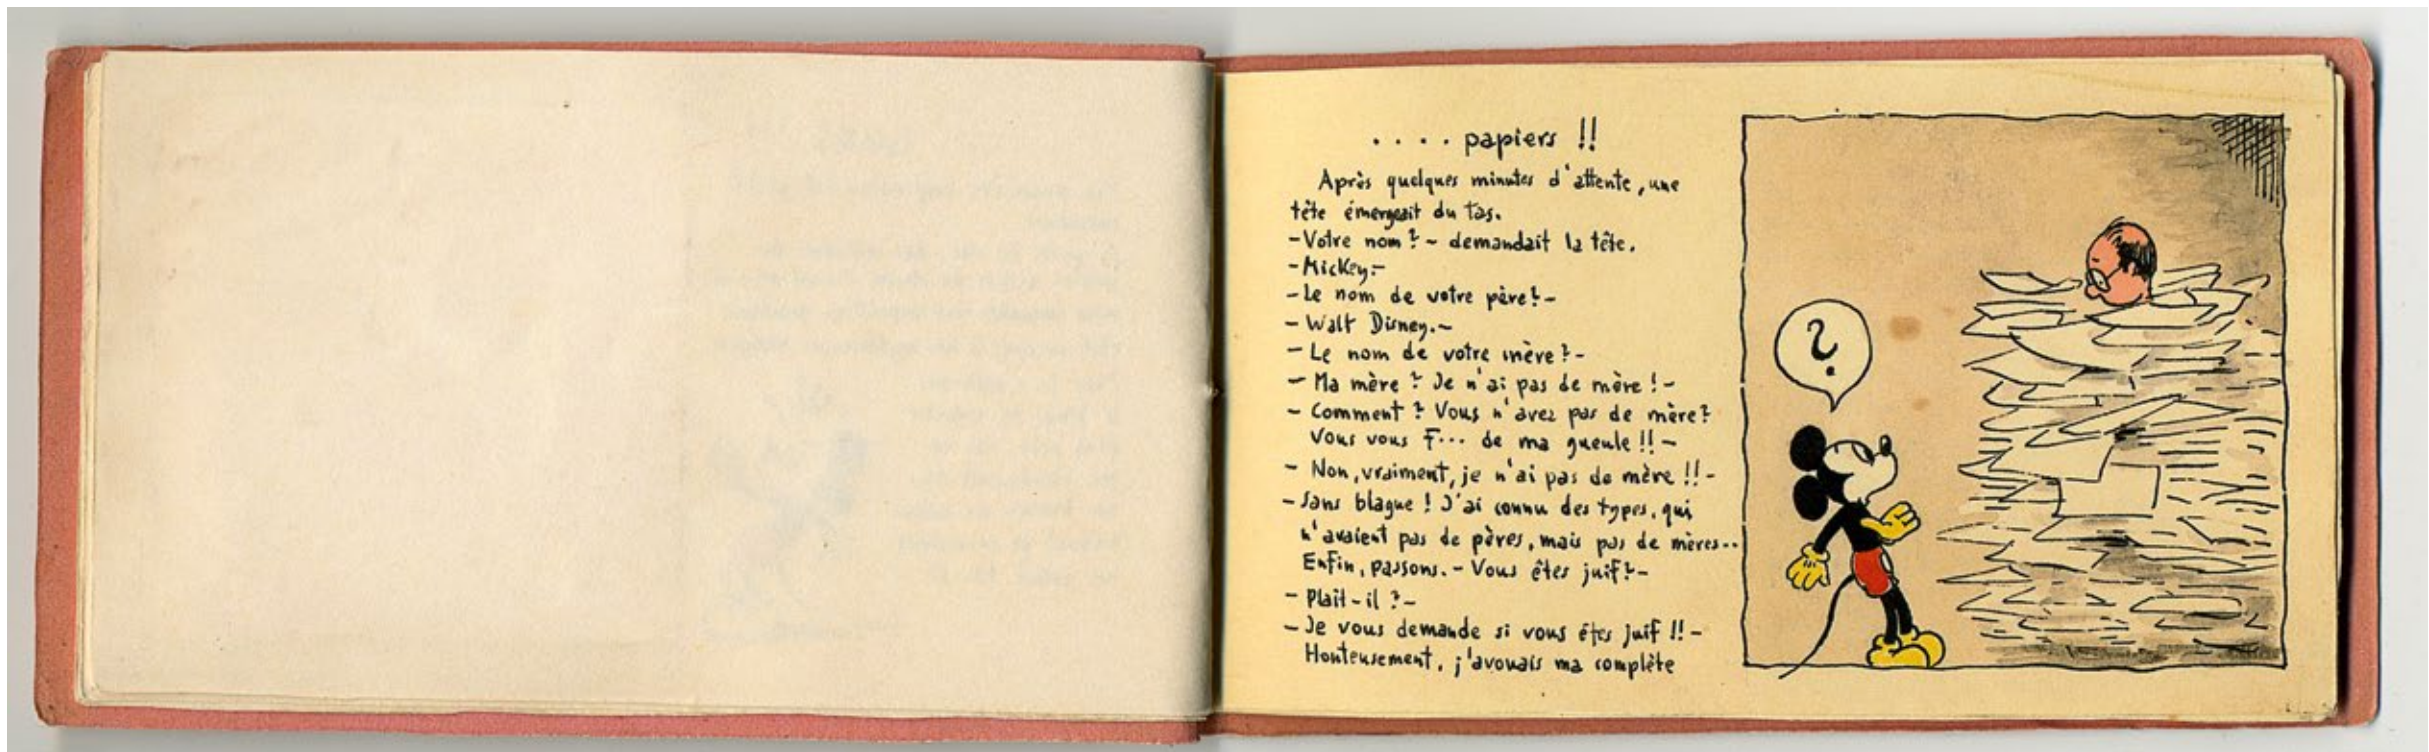 .... papiers !!
Après quelques minutes d'attente, une
tête émergeait du tas.
-Votre nom ?- demandait la tête.
-Mickey.-
-Le nom de votre père ?-
- Walt Disney.-
- Le nom de votre mère ?-
- Ma mère ? Je n'ai pas de mère !-
- Comment ? Vous n'avez pas de mère?
Vous vous F... de ma gueule !! -
- Non, vraiment, je n'ai pas de mère !! -
- Sans blague ! J'ai connu des types, qui
n'avaient pas de pères, mais pas de mères..
Enfin, passons. - Vous êtes juif ?-
- Plaît-il ?-
- Je vous demande si vous êtes juif !! -
Honteusement, j'avouais ma complète
?